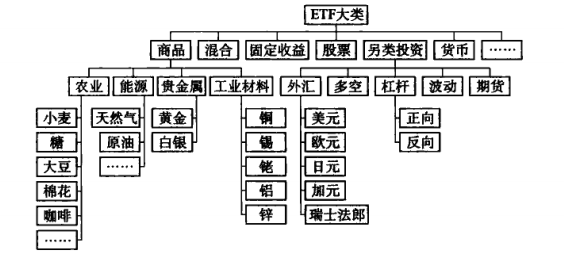 ETF大类
商品 混合 固定收益 股票 另类投资 货币 ……
农业 能源 贵金属 工业材料 外汇 多空 杠杆 波动 期货
小麦 天然气 黄金 铜 美元 正向
糖 原油 白银 锡 欧元 反向
大豆 …… 铑 日元
棉花 铝 加元
咖啡 锌 瑞士法郎
……